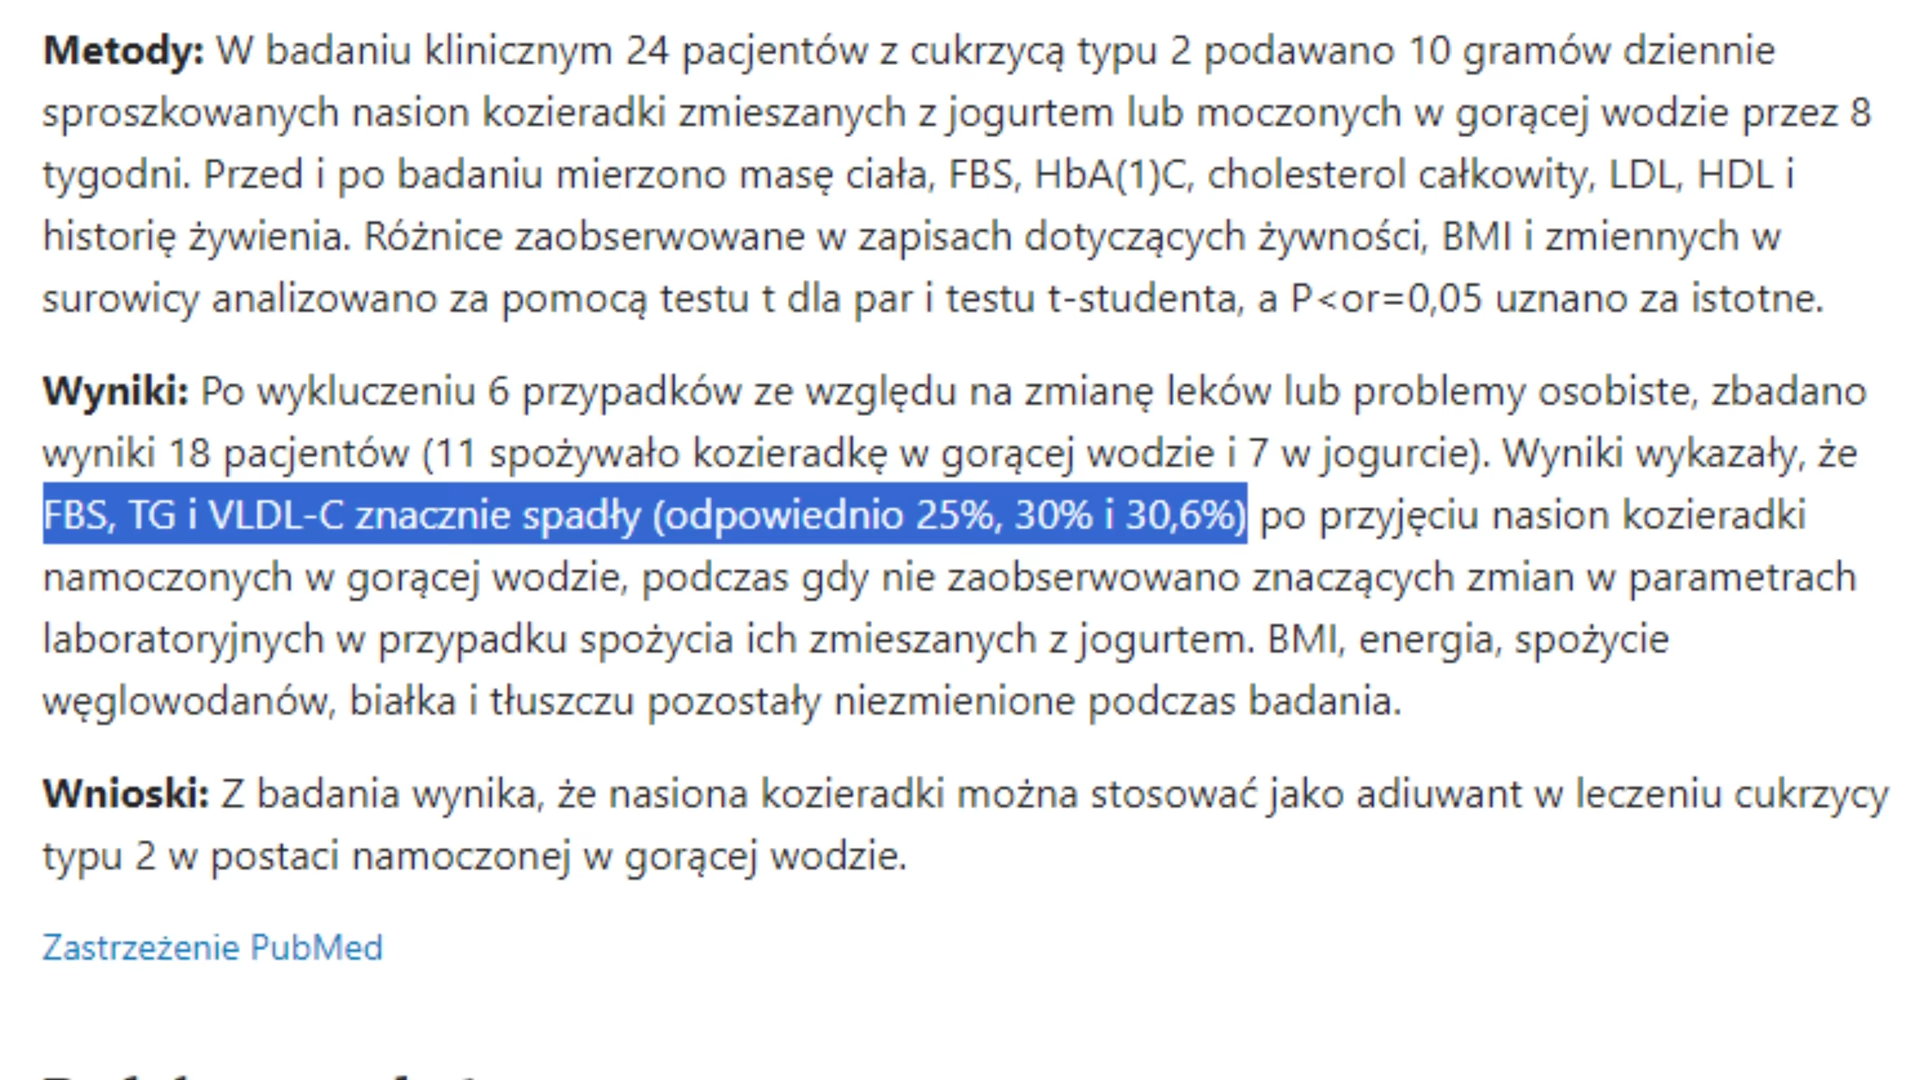 Metody: W badaniu klinicznym 24 pacjentów z cukrzycą typu 2 podawano 10 gramów dziennie
sproszkowanych nasion kozieradki zmieszanych z jogurtem lub moczonych w gorącej wodzie przez 8
tygodni. Przed i po badaniu mierzono masę ciała, FBS, HbA(1)C, cholesterol całkowity, LDL, HDL i
historię żywienia. Różnice zaobserwowane w zapisach dotyczących żywności, BMI i zmiennych w
surowicy analizowano za pomocą testu t dla par i testu t-studenta, a P<or=0,05 uznano za istotne.
Wyniki: Po wykluczeniu 6 przypadków ze względu na zmianę leków lub problemy osobiste, zbadano
wyniki 18 pacjentów (11 spożywało kozieradkę w gorącej wodzie i 7 w jogurcie). Wyniki wykazały, że
FBS, TG i VLDL-C znacznie spadły (odpowiednio 25%, 30% i 30,6%) po przyjęciu nasion kozieradki
namoczonych w gorącej wodzie, podczas gdy nie zaobserwowano znaczących zmian w parametrach
laboratoryjnych w przypadku spożycia ich zmieszanych z jogurtem. BMI, energia, spożycie
węglowodanów, białka i tłuszczu pozostały niezmienione podczas badania.
Wnioski: Z badania wynika, że nasiona kozieradki można stosować jako adiuwant w leczeniu cukrzycy
typu 2 w postaci namoczonej w gorącej wodzie.
Zastrzeżenie PubMed